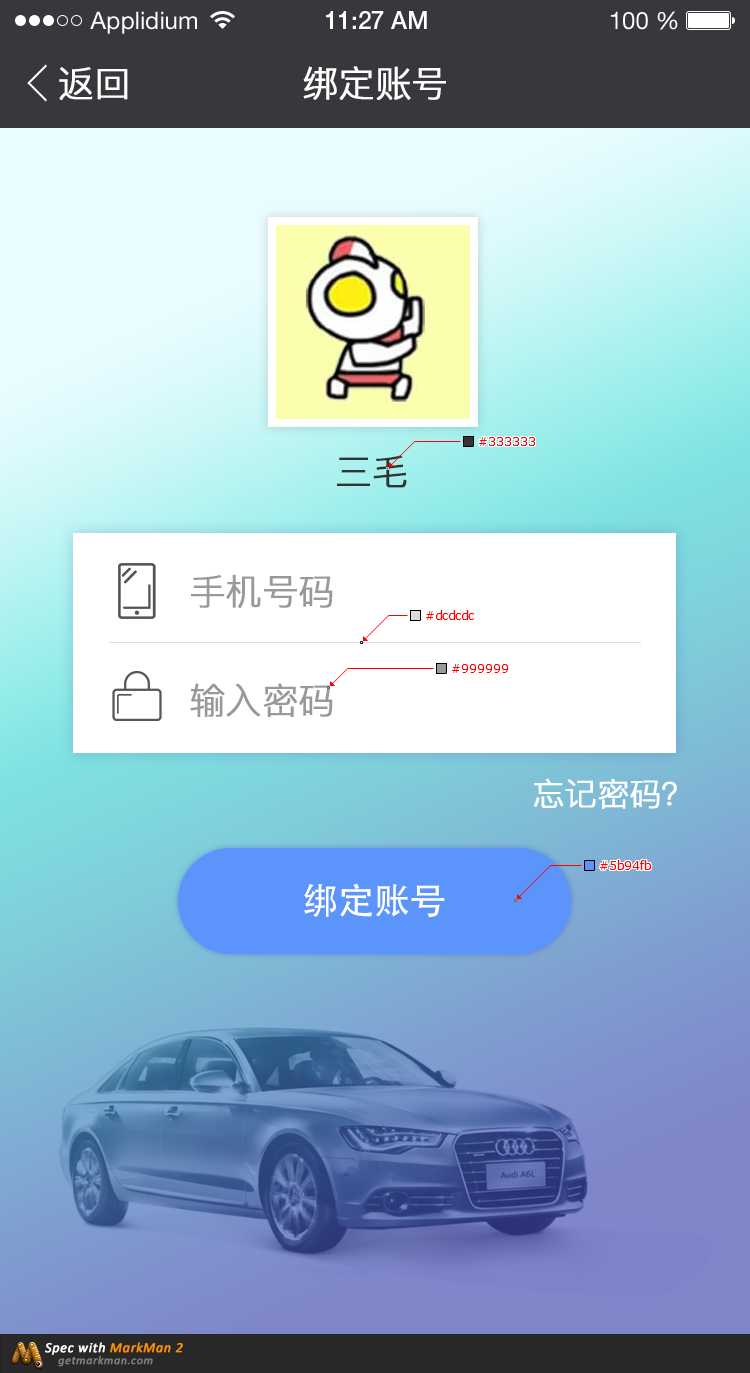 Applidium 11:27 AM 100 %
返回 绑定账号
#333333
三毛
手机号码
#dcdcdc
#999999
输入密码
忘记密码?
#5b94fb
绑定账号
Audi A6L
Spec with MarkMan 2
getmarkman.com